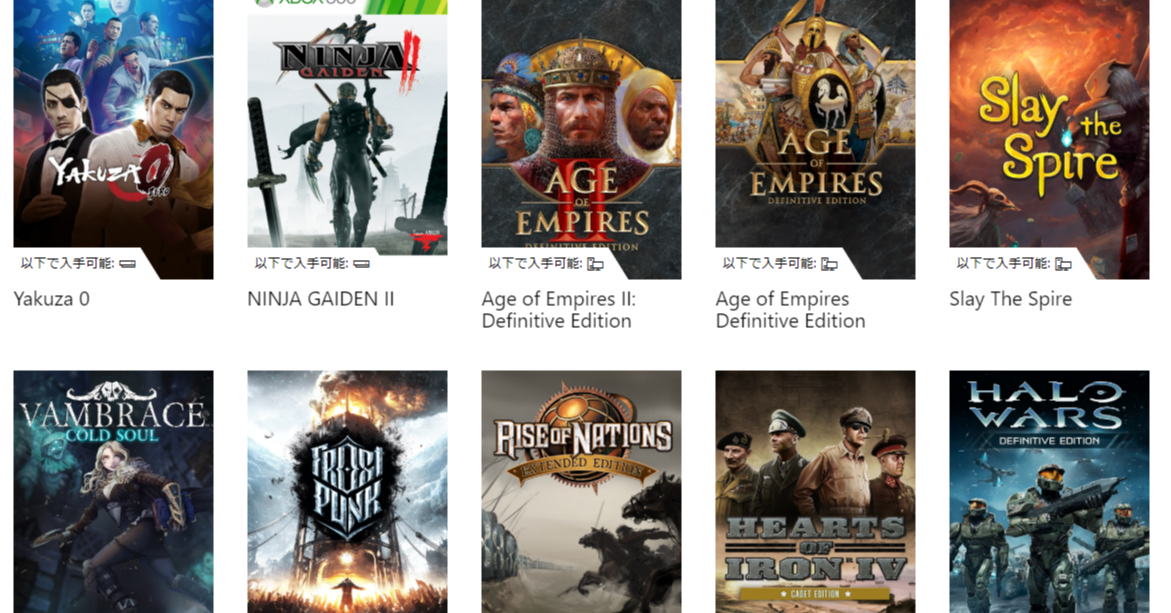 XBOX 360
YAKUZA 0
ZERO
NINJA
GAIDEN II
AGE
OF
EMPIRES
II
DEFINITIVE EDITION
AGE
OF
EMPIRES
DEFINITIVE EDITION
Slay
the
Spire
以下で入手可能:
以下で入手可能:
以下で入手可能:
以下で入手可能:
以下で入手可能:
Yakuza 0
NINJA GAIDEN II
Age of Empires II:
Definitive Edition
Age of Empires
Definitive Edition
Slay The Spire
VAMBRACE
COLD SOUL
FROST
PUNK
RISE OF NATIONS
EXTENDED EDITION
HEARTS
OF
IRON IV
CADET EDITION
HALO
WARS
DEFINITIVE EDITION